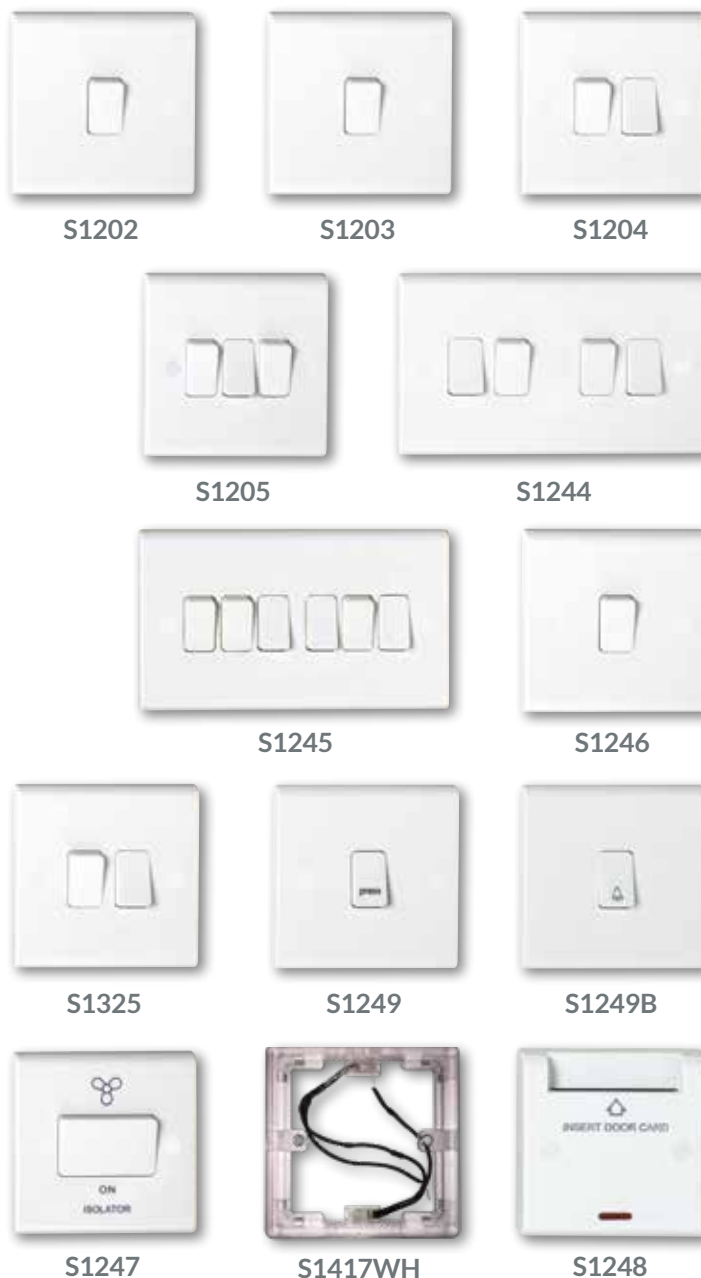 S1202
S1203
S1204
S1205
S1244
S1245
S1246
S1325
press
S1249
S1249B
ON
ISOLATOR
S1247
S1417WH
INSERT DOOR CARD
S1248